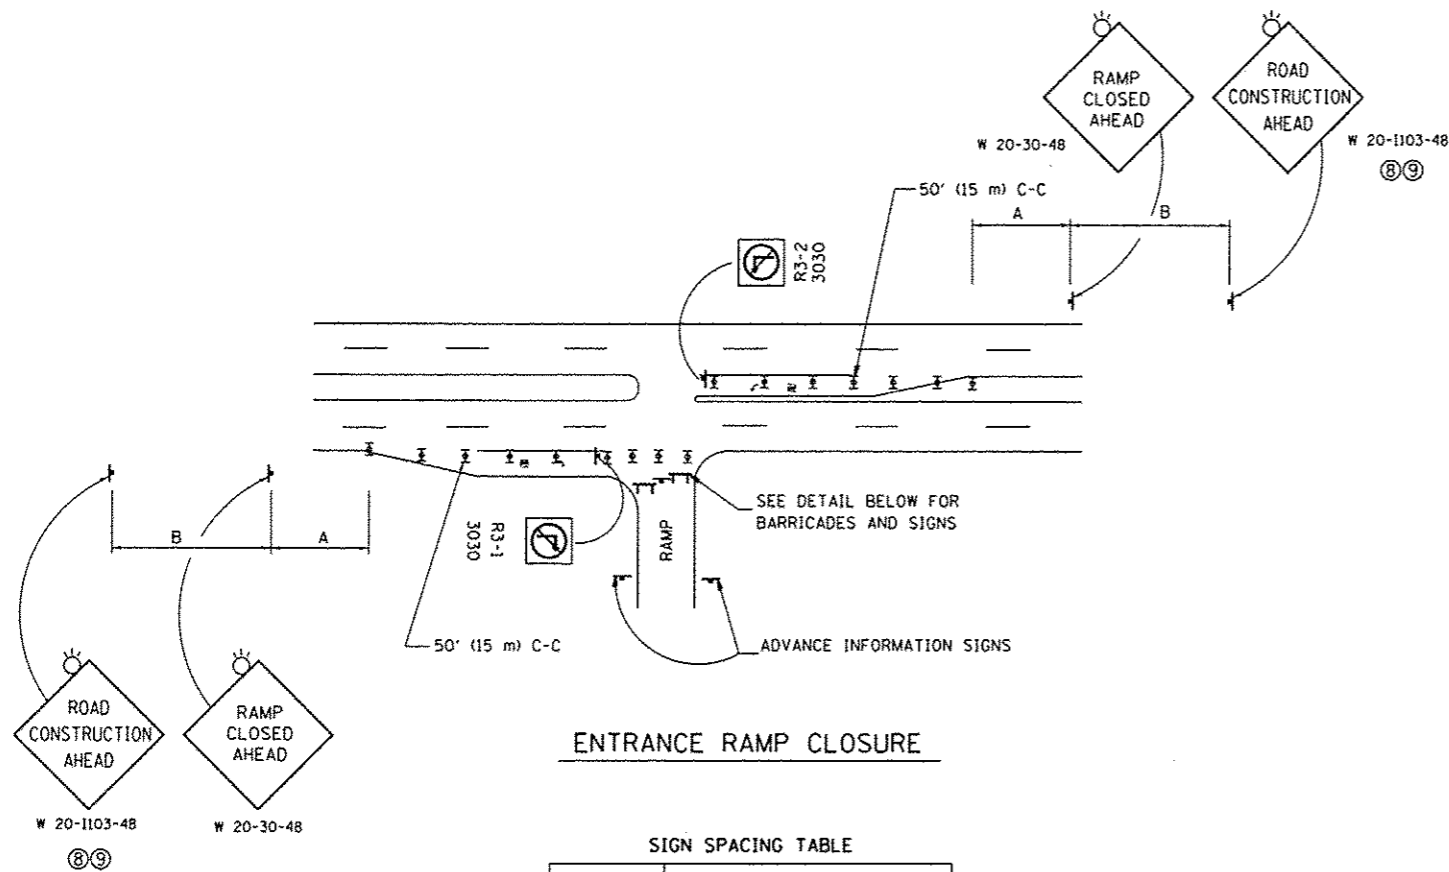 RAMP
CLOSED
AHEAD
ROAD
CONSTRUCTION
AHEAD
W 20-30-48
W 20-1103-48
⑧⑨
50' (15 m) C-C
A
B
R3-2
3030
SEE DETAIL BELOW FOR
BARRICADES AND SIGNS
RAMP
R3-1
3030
B
A
50' (15 m) C-C
ADVANCE INFORMATION SIGNS
ROAD
CONSTRUCTION
AHEAD
RAMP
CLOSED
AHEAD
W 20-1103-48
W 20-30-48
⑧⑨
ENTRANCE RAMP CLOSURE
SIGN SPACING TABLE